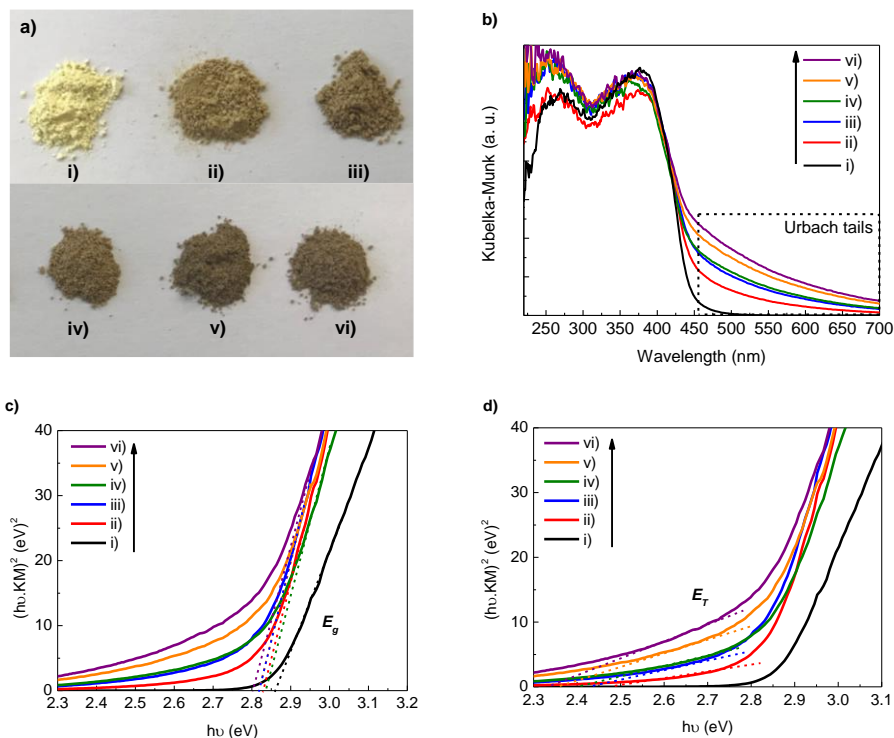 a)
i)
ii)
iii)
iv)
v)
vi)
b)
Kubelka-Munk (a. u.)
vi)
v)
iv)
iii)
ii)
i)
Urbach tails
250 300 350 400 450 500 550 600 650 700
Wavelength (nm)
c)
(hυ.KM)² (eV)²
40
30
20
10
0
vi)
v)
iv)
iii)
ii)
i)
Eg
2.3 2.4 2.5 2.6 2.7 2.8 2.9 3.0 3.1 3.2
hυ (eV)
d)
(hυ.KM)² (eV)²
40
30
20
10
0
vi)
v)
iv)
iii)
ii)
i)
ET
2.3 2.4 2.5 2.6 2.7 2.8 2.9 3.0 3.1
hυ (eV)